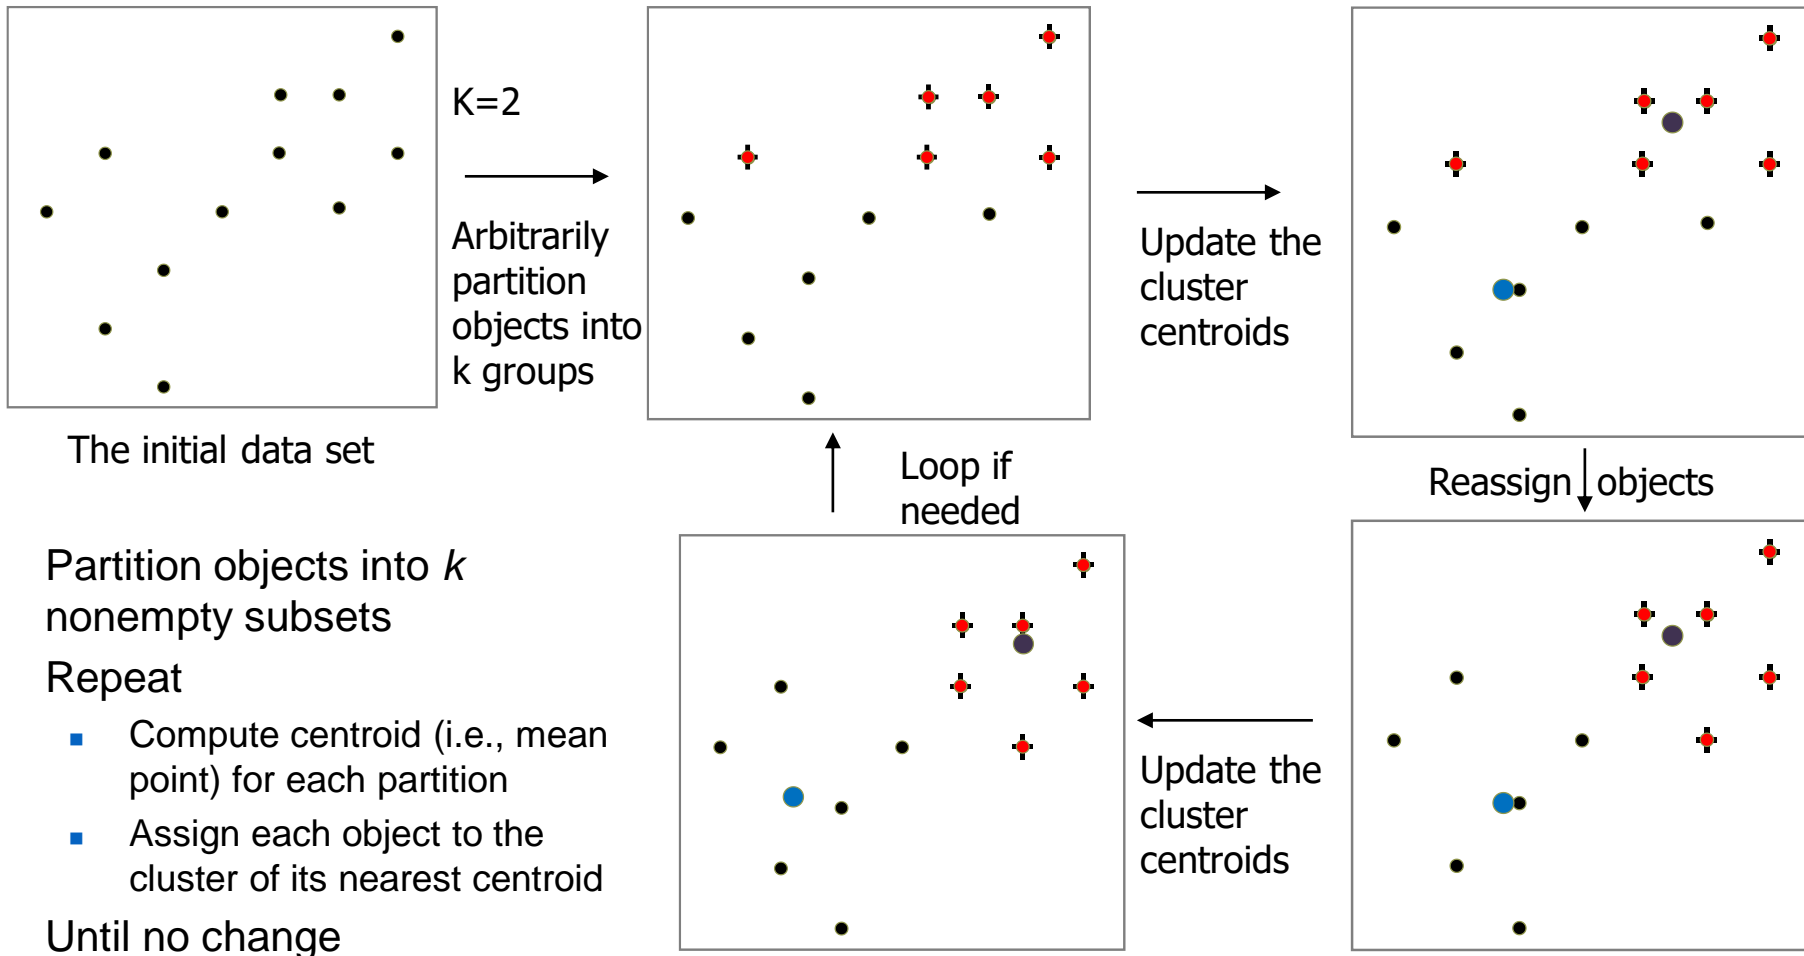 K=2
Arbitrarily
partition
objects into
k groups
The initial data set
Update the
cluster
centroids
Reassign objects
Loop if
needed
Update the
cluster
centroids
Partition objects into k
nonempty subsets
Repeat
Compute centroid (i.e., mean
point) for each partition
Assign each object to the
cluster of its nearest centroid
Until no change